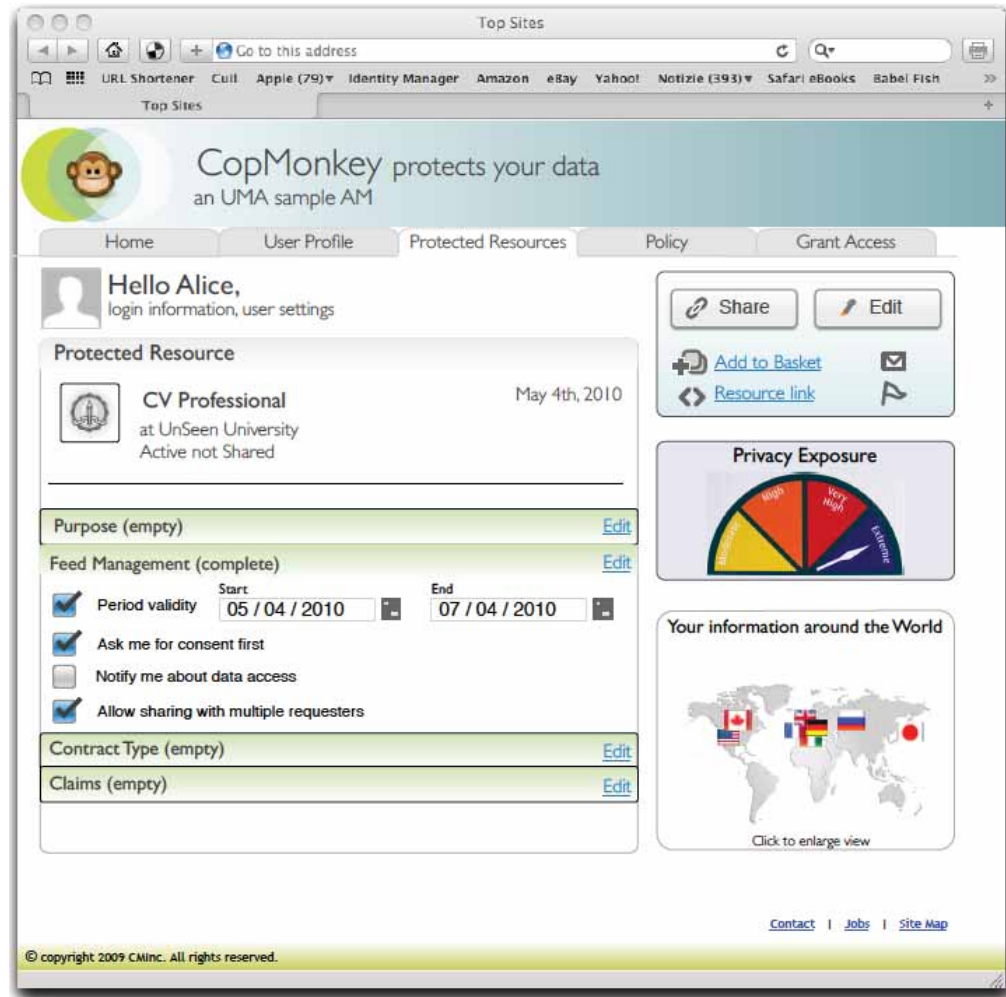 Top Sites
Go to this address
URL Shortener Cuil Apple (79) Identity Manager Amazon eBay Yahoo! Notizie (393) Safari eBooks Babel Fish
Top Sites
CopMonkey protects your data
an UMA sample AM
Home User Profile Protected Resources Policy Grant Access
Hello Alice,
login information, user settings
Share Edit
Add to Basket
Resource link
Protected Resource
CV Professional May 4th, 2010
at UnSeen University
Active not Shared
Purpose (empty) Edit
Feed Management (complete) Edit
Start End
Period validity 05 / 04 / 2010 07 / 04 / 2010
Ask me for consent first
Notify me about data access
Allow sharing with multiple requesters
Contract Type (empty) Edit
Claims (empty) Edit
Privacy Exposure
Moderate
High
Very
High
Extreme
Your information around the World
Click to enlarge view
Contact | Jobs | Site Map
© copyright 2009 CMInc. All rights reserved.